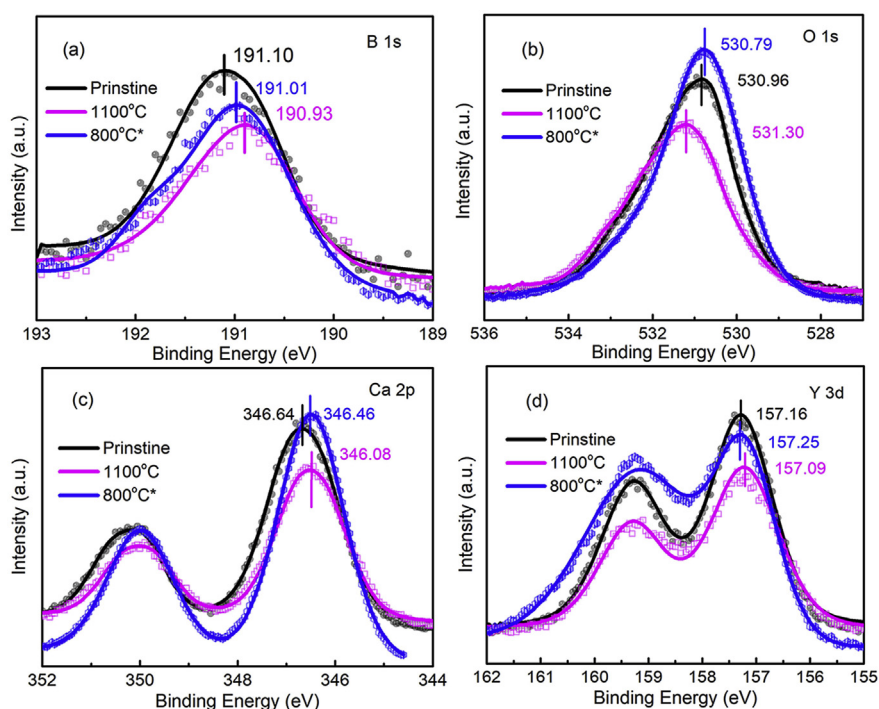 (a)
B 1s
191.10
191.01
190.93
Prinstine
1100°C
800°C*
Intensity (a.u.)
193 192 191 190 189
Binding Energy (eV)
(b)
O 1s
530.79
530.96
531.30
Prinstine
1100°C
800°C*
Intensity (a.u.)
536 534 532 530 528
Binding Energy (eV)
(c)
Ca 2p
346.64 346.46
346.08
Prinstine
1100°C
800°C*
Intensity (a.u.)
352 350 348 346 344
Binding Energy (eV)
(d)
Y 3d
157.16
157.25
157.09
Prinstine
1100°C
800°C*
Intensity (a.u.)
162 161 160 159 158 157 156 155
Binding Energy (eV)